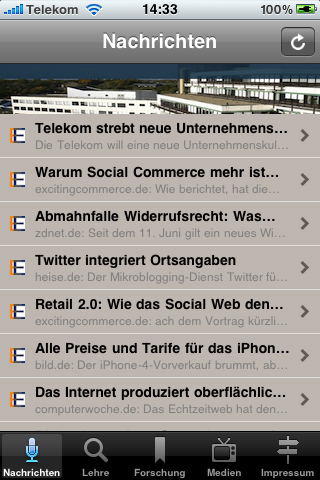 Telekom 14:33 100%
Nachrichten
Telekom strebt neue Unternehmens...
Die Telekom will eine neue Unternehmenskul...
Warum Social Commerce mehr ist...
excitingcommerce.de: Wie berichtet, hat die...
Abmahnfalle Widerrufsrecht: Was...
zdnet.de: Seit dem 11. Juni gilt ein neues Wi...
Twitter integriert Ortsangaben
heise.de: Der Mikroblogging-Dienst Twitter fü...
Retail 2.0: Wie das Social Web den...
excitingcommerce.de: ach dem Vortrag kürzli...
Alle Preise und Tarife für das iPhon...
bild.de: Der iPhone-4-Vorverkauf brummt, ab...
Das Internet produziert oberflächlic...
computerwoche.de: Das Echtzeitweb hat den...
Nachrichten Lehre Forschung Medien Impressum